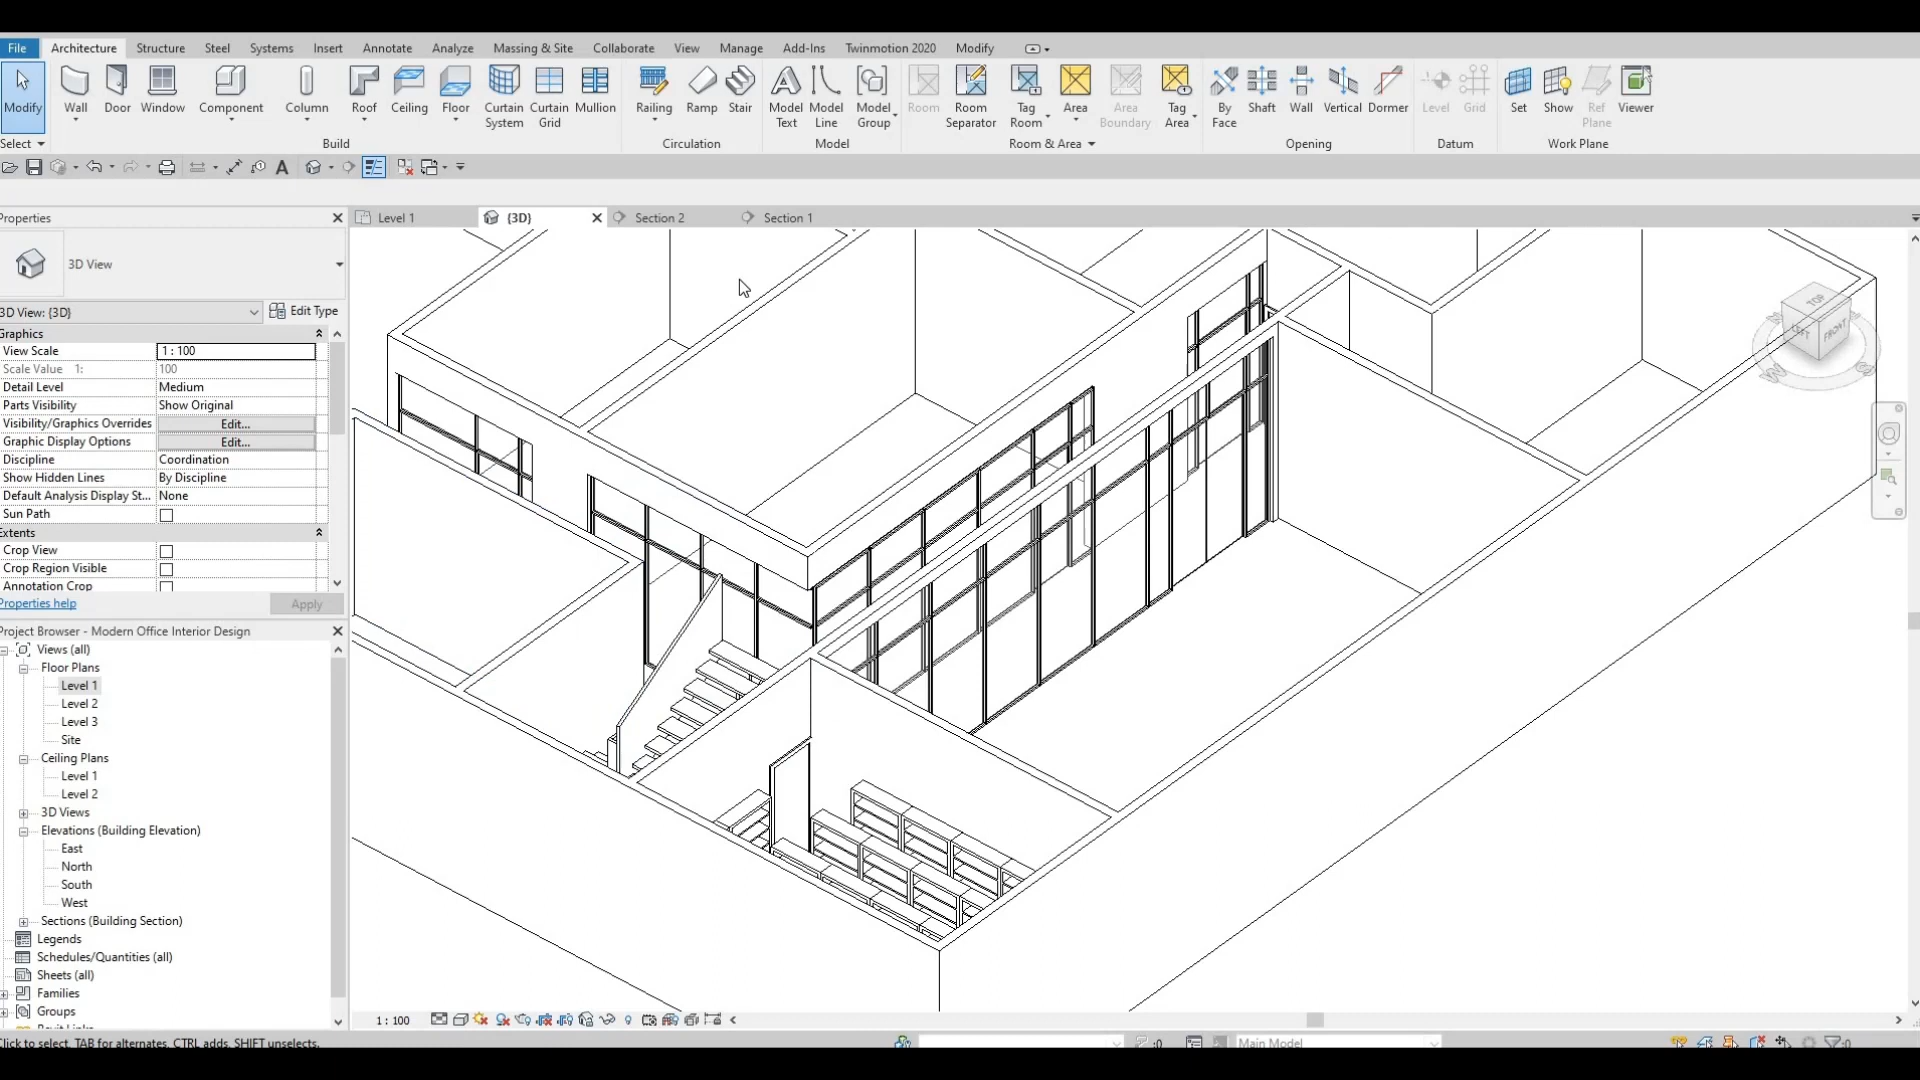 File Architecture Structure Steel Systems Insert Annotate Analyze Massing & Site Collaborate View Manage Add-Ins Twinmotion 2020 Modify
Modify Wall Door Window Component Column Roof Ceiling Floor Curtain System Curtain Grid Mullion Railing Ramp Stair Model Text Model Line Model Group Room Room Separator Tag Room Area Area Boundary Tag Area By Face Shaft Wall Vertical Dormer Level Grid Set Show Ref Plane Viewer
Select Build Circulation Model Room & Area Opening Datum Work Plane
Properties
Level 1 {3D} Section 2 Section 1
3D View
3D View: {3D} Edit Type
Graphics
View Scale 1 : 100
Scale Value 1: 100
Detail Level Medium
Parts Visibility Show Original
Visibility/Graphics Overrides Edit...
Graphic Display Options Edit...
Discipline Coordination
Show Hidden Lines By Discipline
Default Analysis Display St... None
Sun Path
Extents
Crop View
Crop Region Visible
Annotation Crop
Properties help Apply
Project Browser - Modern Office Interior Design
Views (all)
Floor Plans
Level 1
Level 2
Level 3
Site
Ceiling Plans
Level 1
Level 2
3D Views
Elevations (Building Elevation)
East
North
South
West
Sections (Building Section)
Legends
Schedules/Quantities (all)
Sheets (all)
Families
Groups
Revit Links
TOP
LEFT FRONT
W S
1 : 100
Click to select, TAB for alternates, CTRL adds, SHIFT unselects.
:0 Main Model :0